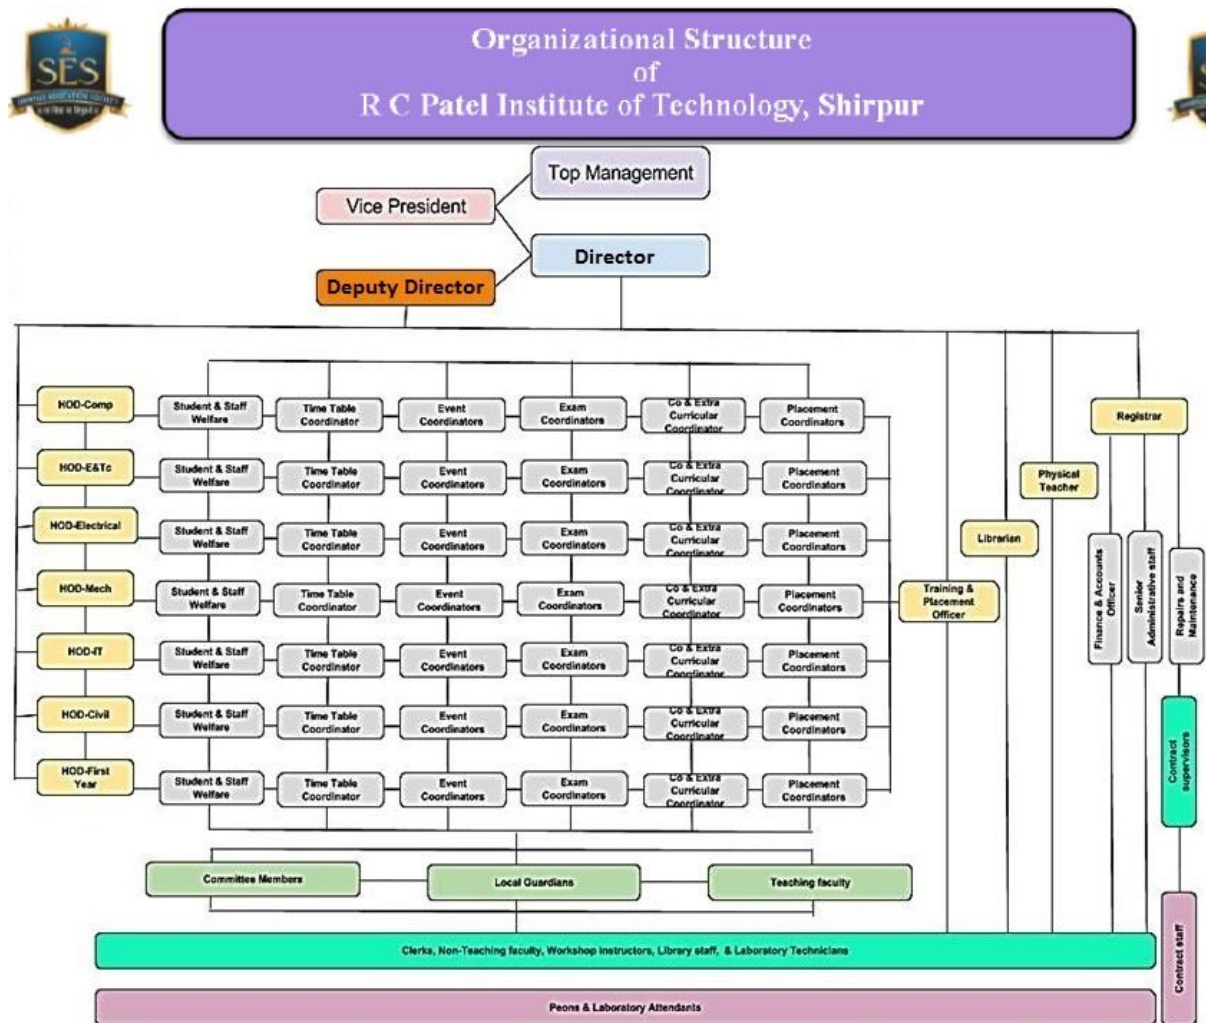 Organizational Structure
of
R C Patel Institute of Technology, Shirpur
SES
Top Management
Vice President
Director
Deputy Director
HOD-Comp
Student & Staff
Welfare
Time Table
Coordinator
Event
Coordinators
Exam
Coordinators
Co & Extra
Curricular
Coordinator
Placement
Coordinators
Registrar
HOD-E&Tc
Student & Staff
Welfare
Time Table
Coordinator
Event
Coordinators
Exam
Coordinators
Co & Extra
Curricular
Coordinator
Placement
Coordinators
Physical
Teacher
HOD-Electrical
Student & Staff
Welfare
Time Table
Coordinator
Event
Coordinators
Exam
Coordinators
Co & Extra
Curricular
Coordinator
Placement
Coordinators
Librarian
HOD-Mech
Student & Staff
Welfare
Time Table
Coordinator
Event
Coordinators
Exam
Coordinators
Co & Extra
Curricular
Coordinator
Placement
Coordinators
Training &
Placement
Officer
Finance & Accounts
Officer
Senior
Administrative staff
Repairs and
Maintenance
HOD-IT
Student & Staff
Welfare
Time Table
Coordinator
Event
Coordinators
Exam
Coordinators
Co & Extra
Curricular
Coordinator
Placement
Coordinators
HOD-Civil
Student & Staff
Welfare
Time Table
Coordinator
Event
Coordinators
Exam
Coordinators
Co & Extra
Curricular
Coordinator
Placement
Coordinators
Contract
supervisors
HOD-First
Year
Student & Staff
Welfare
Time Table
Coordinator
Event
Coordinators
Exam
Coordinators
Co & Extra
Curricular
Coordinator
Placement
Coordinators
Committee Members
Local Guardians
Teaching faculty
Contract staff
Clerks, Non-Teaching faculty, Workshop instructors, Library staff, & Laboratory Technicians
Peons & Laboratory Attendants